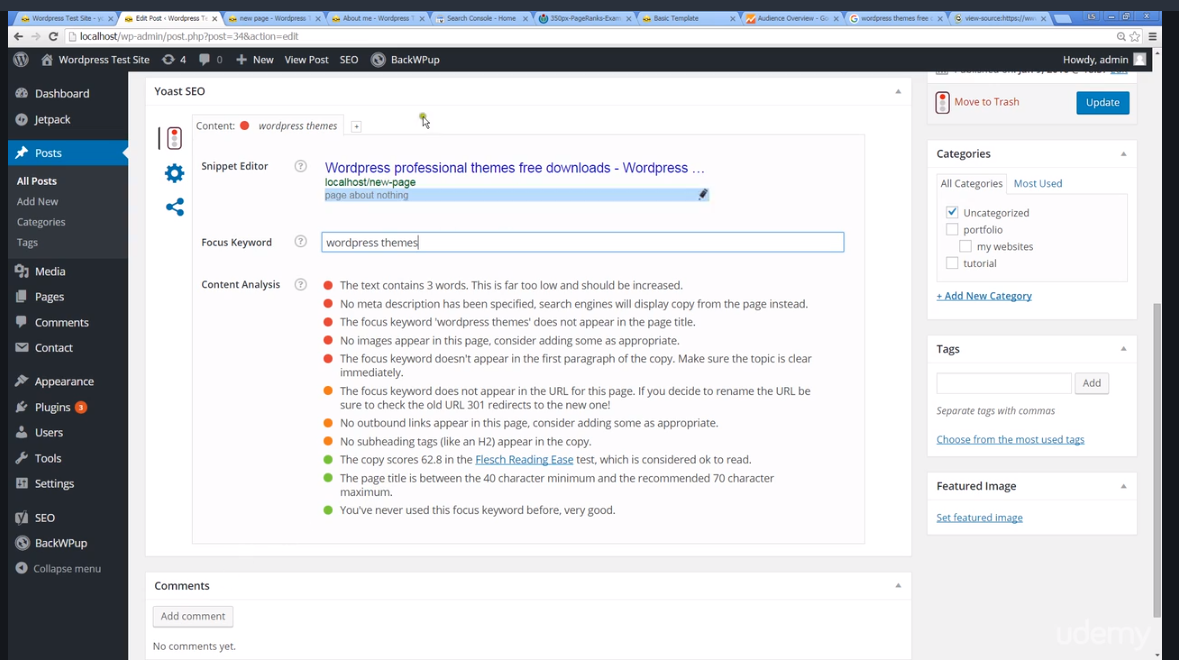 Wordpress Test Site -
Edit Post ‹ Wordpress Te
new page - Wordpress T
About me - Wordpress T
Search Console - Home
350px-PageRanks-Exam
Basic Template
Audience Overview - Go
wordpress themes free
view-source:https://ww
ES
localhost/wp-admin/post.php?post=34&action=edit
Wordpress Test Site
4
0
New
View Post
SEO
BackWPup
Howdy, admin
Dashboard
Jetpack
Posts
All Posts
Add New
Categories
Tags
Media
Pages
Comments
Contact
Appearance
Plugins 3
Users
Tools
Settings
SEO
BackWPup
Collapse menu
Yoast SEO
Content: wordpress themes +
Snippet Editor ?
Wordpress professional themes free downloads - Wordpress ...
localhost/new-page
page about nothing
Focus Keyword ?
wordpress themes
Content Analysis ?
The text contains 3 words. This is far too low and should be increased.
No meta description has been specified, search engines will display copy from the page instead.
The focus keyword 'wordpress themes' does not appear in the page title.
No images appear in this page, consider adding some as appropriate.
The focus keyword doesn't appear in the first paragraph of the copy. Make sure the topic is clear
immediately.
The focus keyword does not appear in the URL for this page. If you decide to rename the URL be
sure to check the old URL 301 redirects to the new one!
No outbound links appear in this page, consider adding some as appropriate.
No subheading tags (like an H2) appear in the copy.
The copy scores 62.8 in the Flesch Reading Ease test, which is considered ok to read.
The page title is between the 40 character minimum and the recommended 70 character
maximum.
You've never used this focus keyword before, very good.
Comments
Add comment
No comments yet.
Move to Trash
Update
Categories
All Categories
Most Used
Uncategorized
portfolio
my websites
tutorial
+ Add New Category
Tags
Add
Separate tags with commas
Choose from the most used tags
Featured Image
Set featured image
udemy